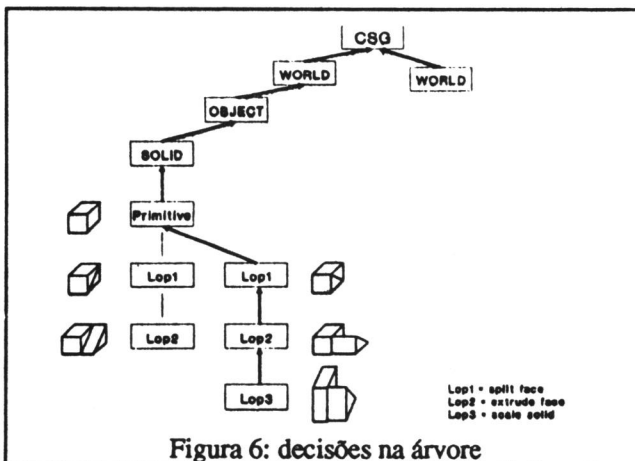 CSG
WORLD WORLD
OBJECT
SOLID
Primitive
Lop1 Lop1
Lop2 Lop2
Lop3
Lop1 = split face
Lop2 = extrude face
Lop3 = scale solid
Figura 6: decisões na árvore